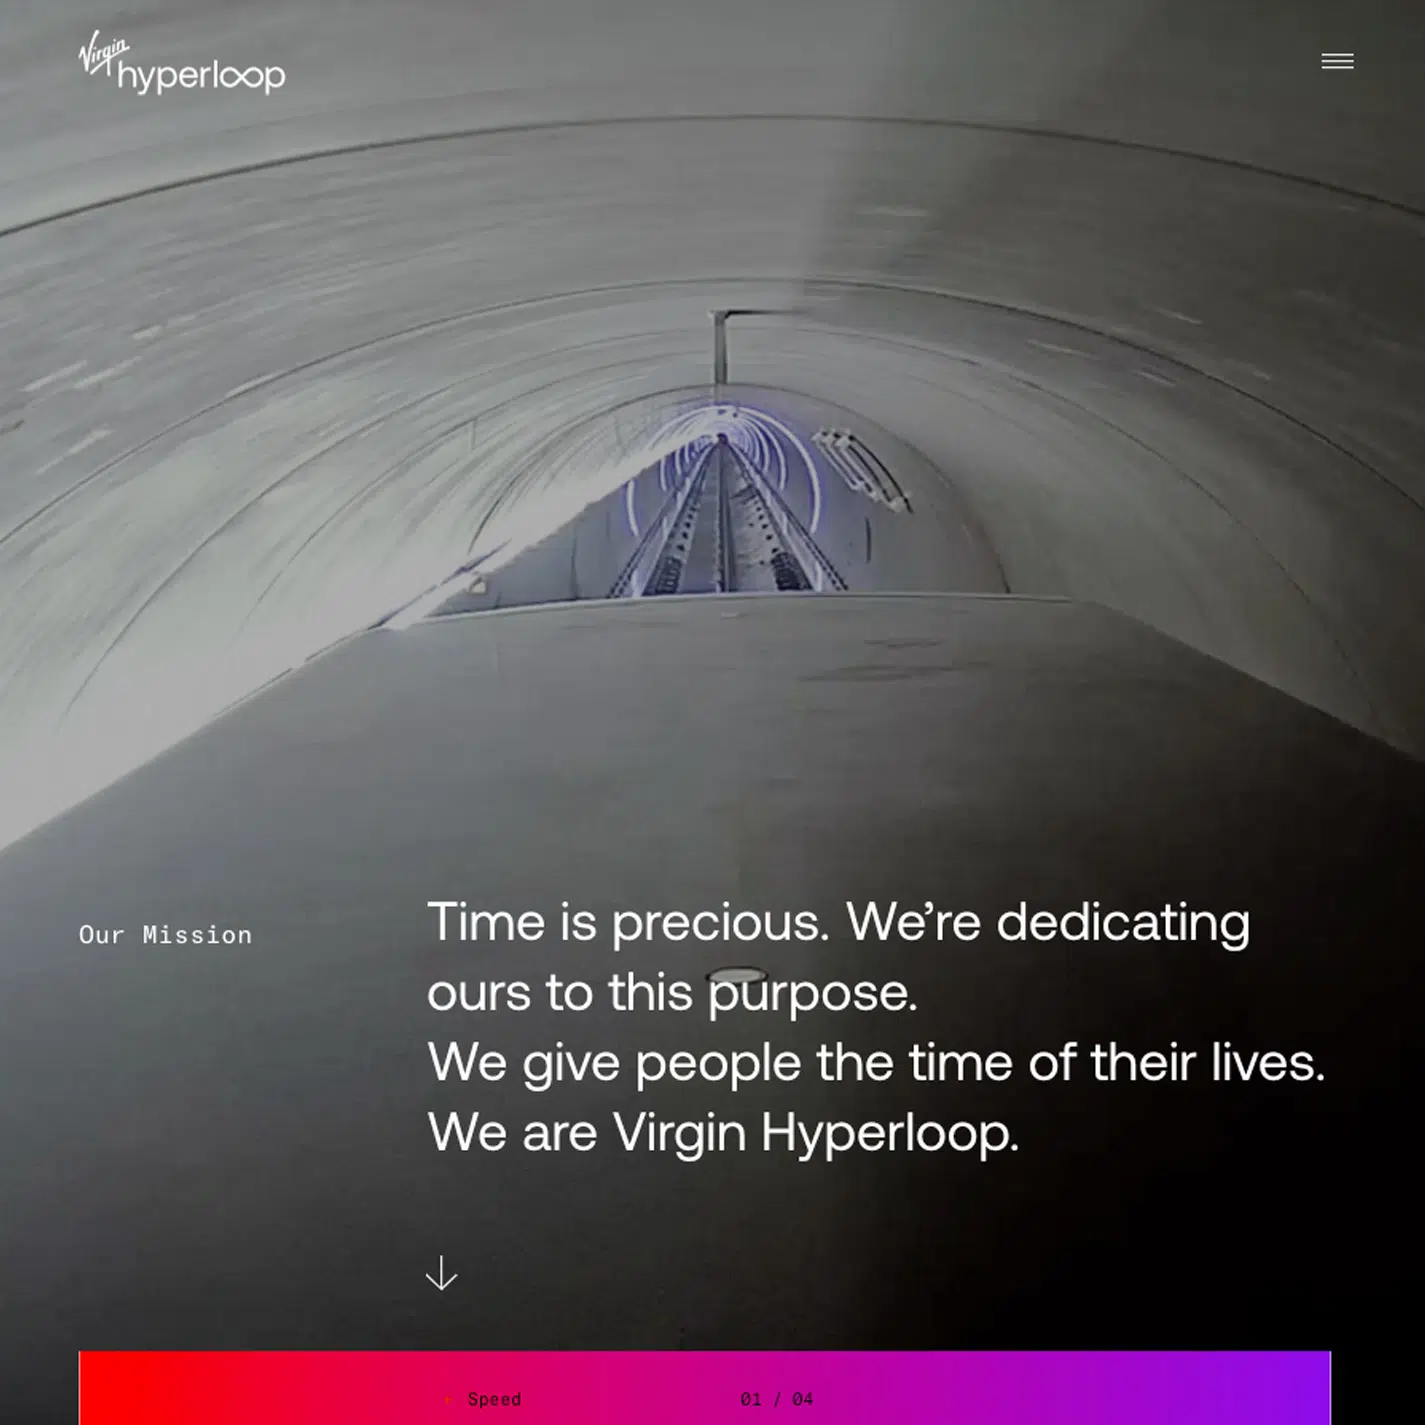 Virgin
hyperloop
Our Mission
Time is precious. We’re dedicating
ours to this purpose.
We give people the time of their lives.
We are Virgin Hyperloop.
Speed
01 / 04